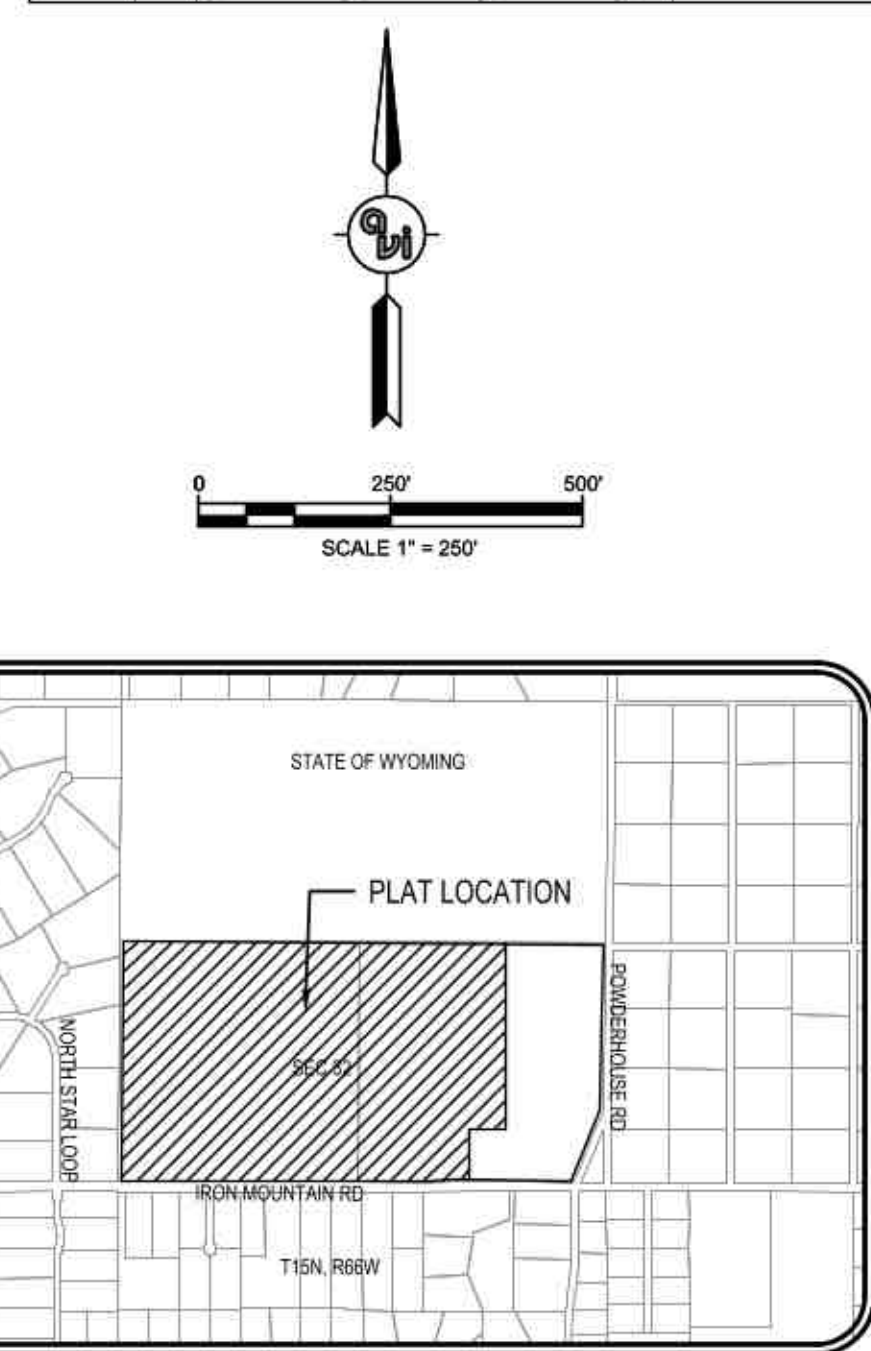 avi
0 250' 500'
SCALE 1" = 250'
STATE OF WYOMING
PLAT LOCATION
POWDERHOUSE RD
NORTH STAR LOOP
SEC 32
IRON MOUNTAIN RD
T15N, R66W